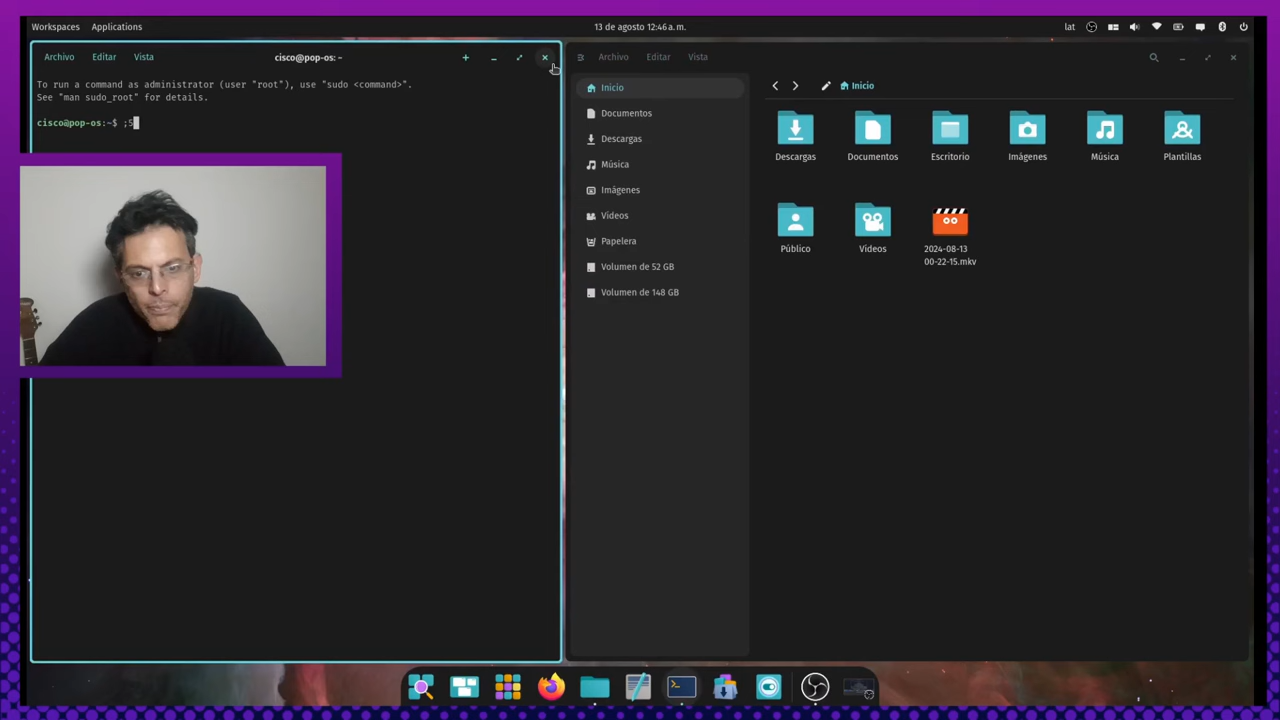 Workspaces Applications 13 de agosto 12:46 a. m. lat
Archivo Editar Vista cisco@pop-os: ~
To run a command as administrator (user "root"), use "sudo <command>".
See "man sudo_root" for details.
cisco@pop-os:~$ ;5
Archivo Editar Vista
Inicio
Documentos
Descargas
Música
Imágenes
Videos
Papelera
Volumen de 52 GB
Volumen de 148 GB
Inicio
Descargas Documentos Escritorio Imágenes Música Plantillas
Público Videos 2024-08-13
00-22-15.mkv